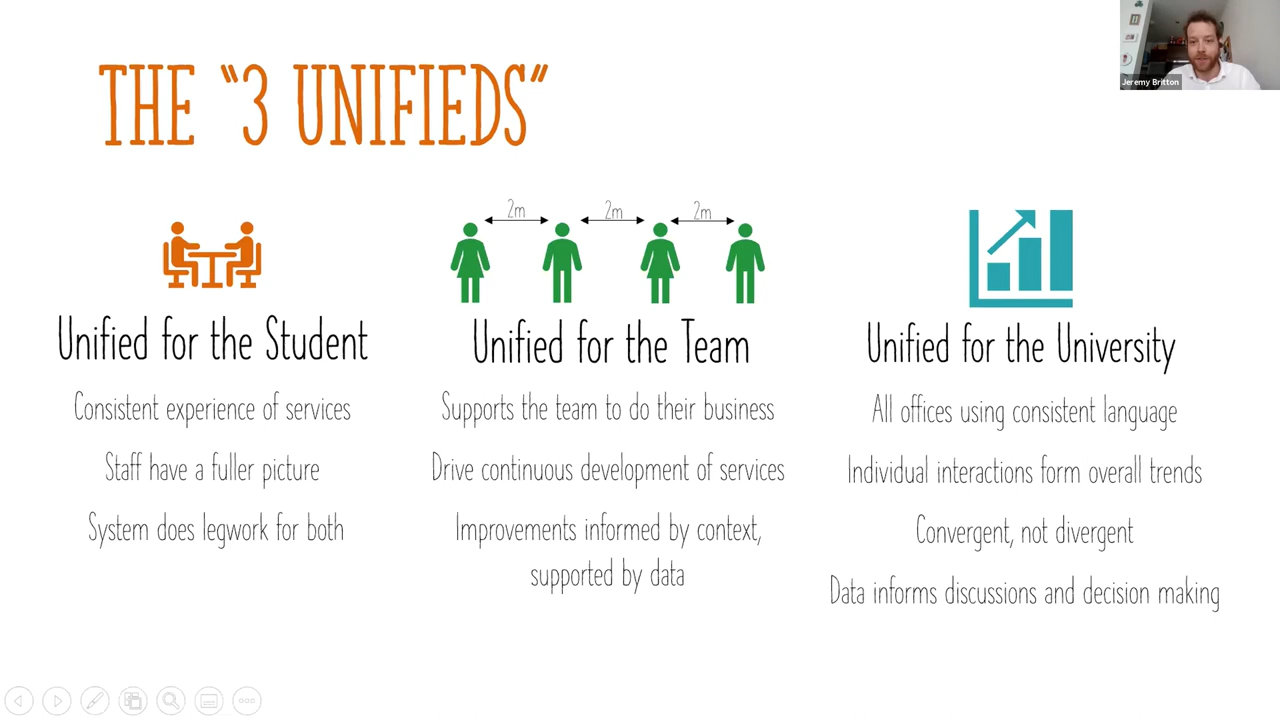 THE "3 UNIFIEDS"
Jeremy Britton
2m
2m
2m
Unified for the Student
Consistent experience of services
Staff have a fuller picture
System does legwork for both
Unified for the Team
Supports the team to do their business
Drive continuous development of services
Improvements informed by context,
supported by data
Unified for the University
All offices using consistent language
Individual interactions form overall trends
Convergent, not divergent
Data informs discussions and decision making